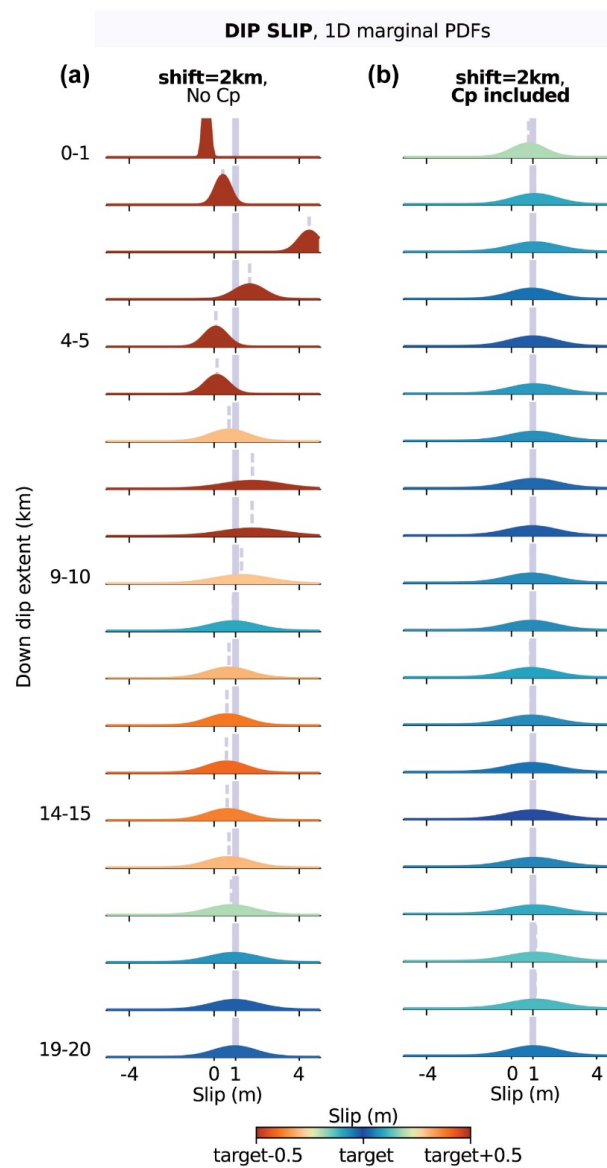 DIP SLIP, 1D marginal PDFs
(a)
shift=2km,
No Cp
(b)
shift=2km,
Cp included
Down dip extent (km)
0-1
4-5
9-10
14-15
19-20
-4 0 1 4
Slip (m)
-4 0 1 4
Slip (m)
Slip (m)
target-0.5 target target+0.5